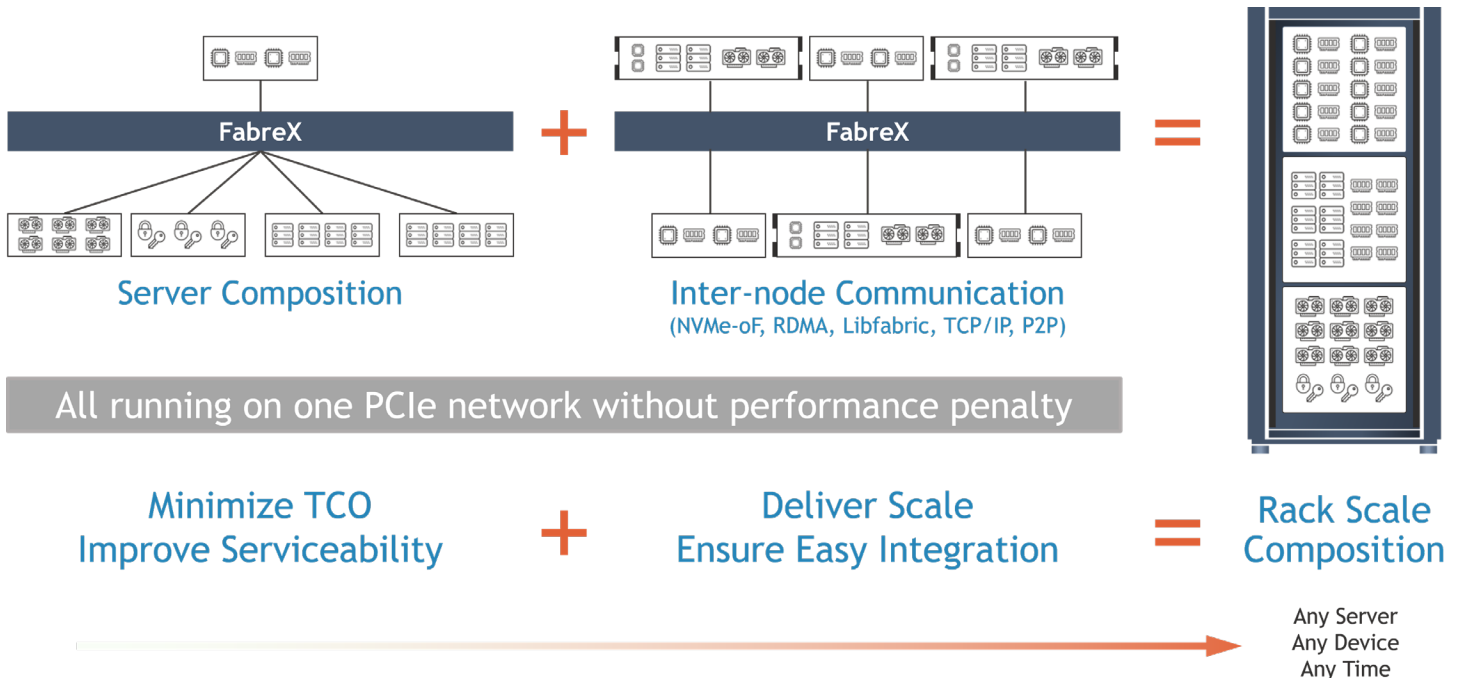 FabreX
FabreX
Server Composition
Inter-node Communication
(NVMe-oF, RDMA, Libfabric, TCP/IP, P2P)
All running on one PCIe network without performance penalty
Minimize TCO
Improve Serviceability
Deliver Scale
Ensure Easy Integration
Rack Scale
Composition
Any Server
Any Device
Any Time